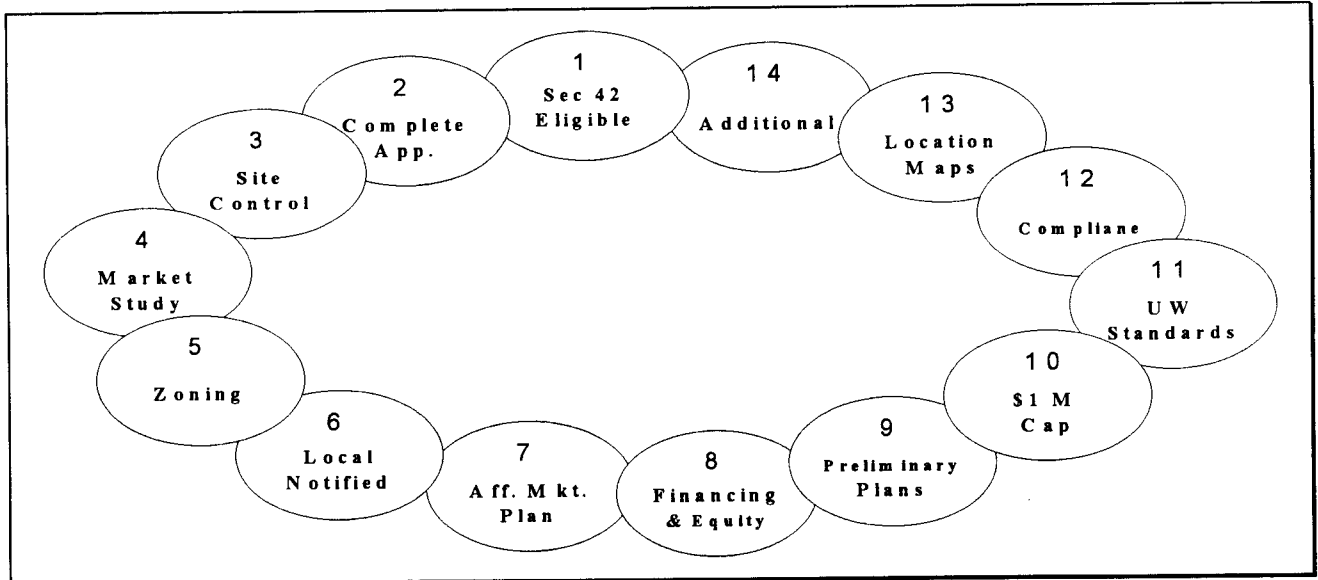 1
Sec 42
Eligible
2
Complete
App.
3
Site
Control
4
Market
Study
5
Zoning
6
Local
Notified
7
Aff. Mkt.
Plan
8
Financing
& Equity
9
Preliminary
Plans
10
$1 M
Cap
11
UW
Standards
12
Compliane
13
Location
Maps
14
Additional